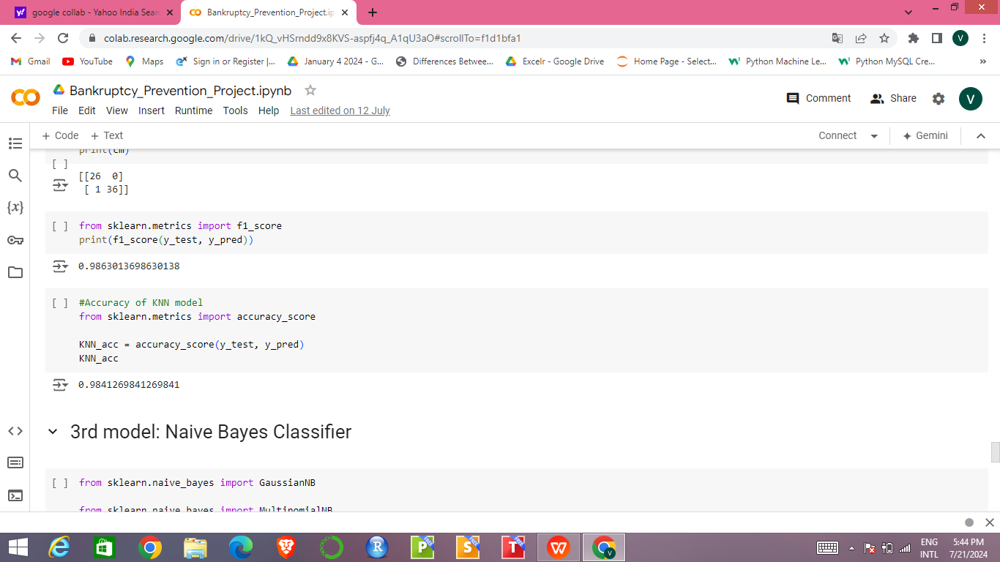 google collab - Yahoo India Sear
Bankruptcy_Prevention_Project.ip
colab.research.google.com/drive/1kQ_vHSrndd9x8KVS-aspfj4q_A1qU3aO#scrollTo=f1d1bfa1
V
Gmail
YouTube
Maps
Sign in or Register |...
January 4 2024 - G...
Differences Betwee...
Excelr - Google Drive
Home Page - Select...
Python Machine Le...
Python MySQL Cre...
»
Bankruptcy_Prevention_Project.ipynb
Comment
Share
V
File Edit View Insert Runtime Tools Help Last edited on 12 July
+ Code + Text
Connect
Gemini
print(cm)
[ ]
[[26 0]
[ 1 36]]
{x}
[ ] from sklearn.metrics import f1_score
print(f1_score(y_test, y_pred))
0.9863013698630138
[ ] #Accuracy of KNN model
from sklearn.metrics import accuracy_score
KNN_acc = accuracy_score(y_test, y_pred)
KNN_acc
0.9841269841269841
3rd model: Naive Bayes Classifier
[ ] from sklearn.naive_bayes import GaussianNB
from sklearn.naive_bayes import MultinomialNB
ENG 5:44 PM
INTL 7/21/2024